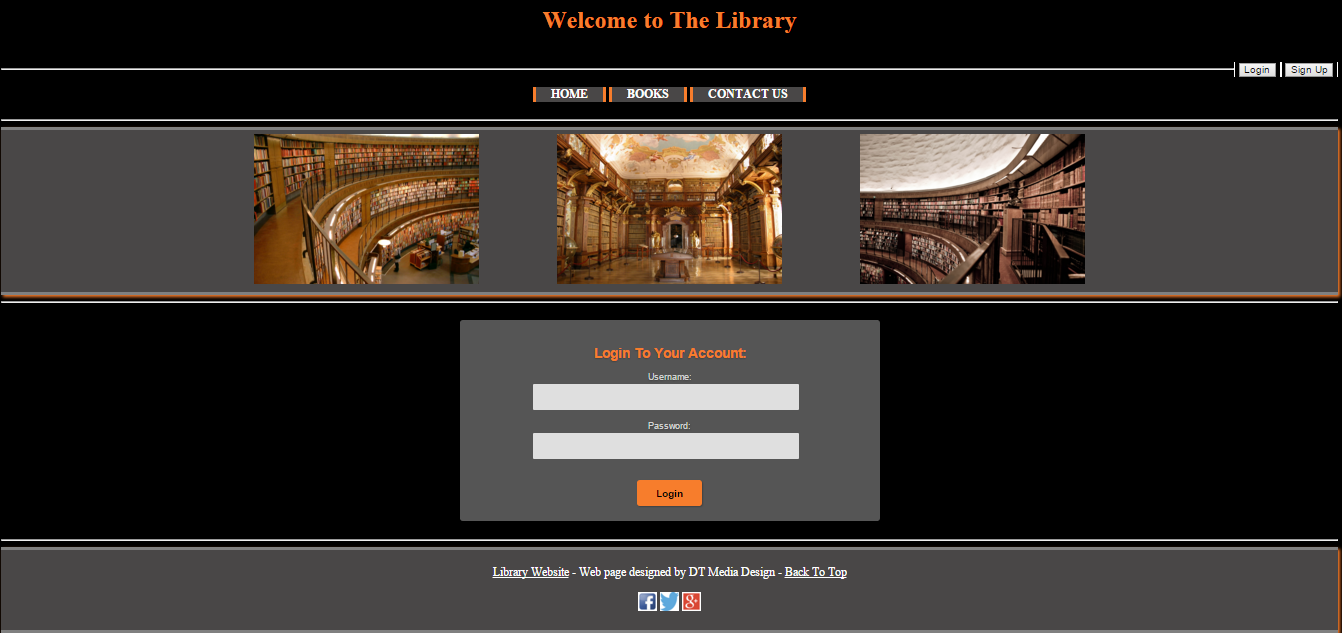 Welcome to The Library
Login Sign Up
HOME BOOKS CONTACT US
Login To Your Account:
Username:
Password:
Login
Library Website - Web page designed by DT Media Design - Back To Top
f g+